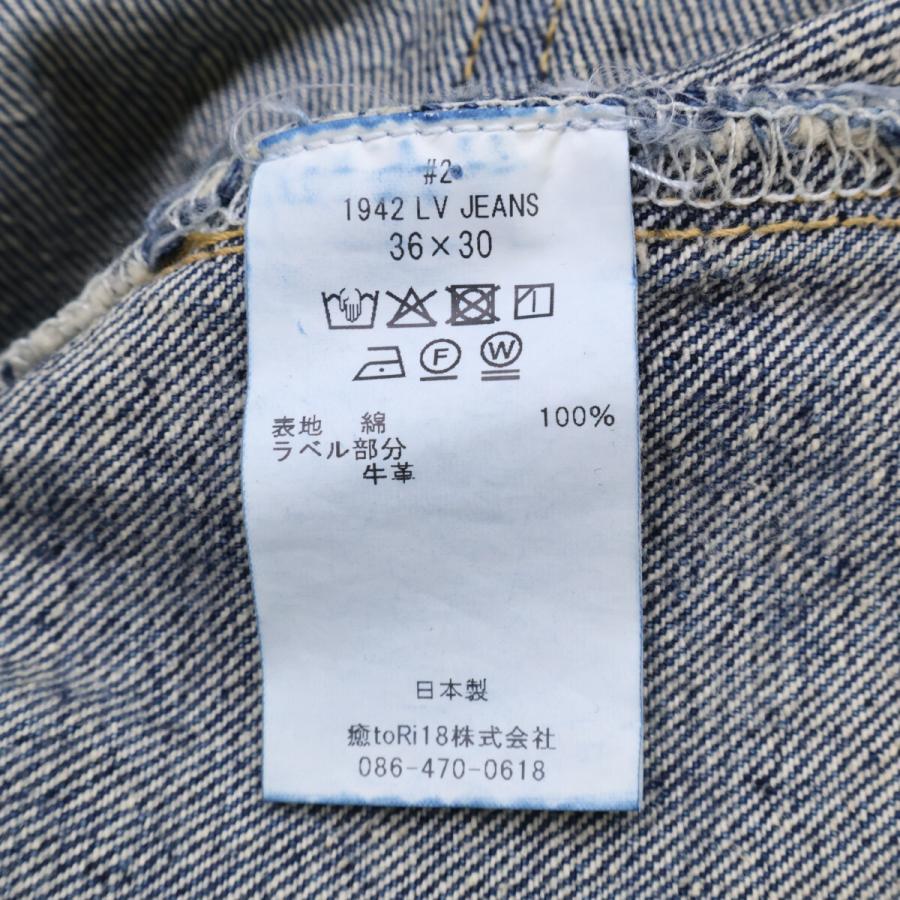 #2
1942 LV JEANS
36×30
F W
表地 綿 100%
ラベル部分
牛革
日本製
癒toRi18株式会社
086-470-0618